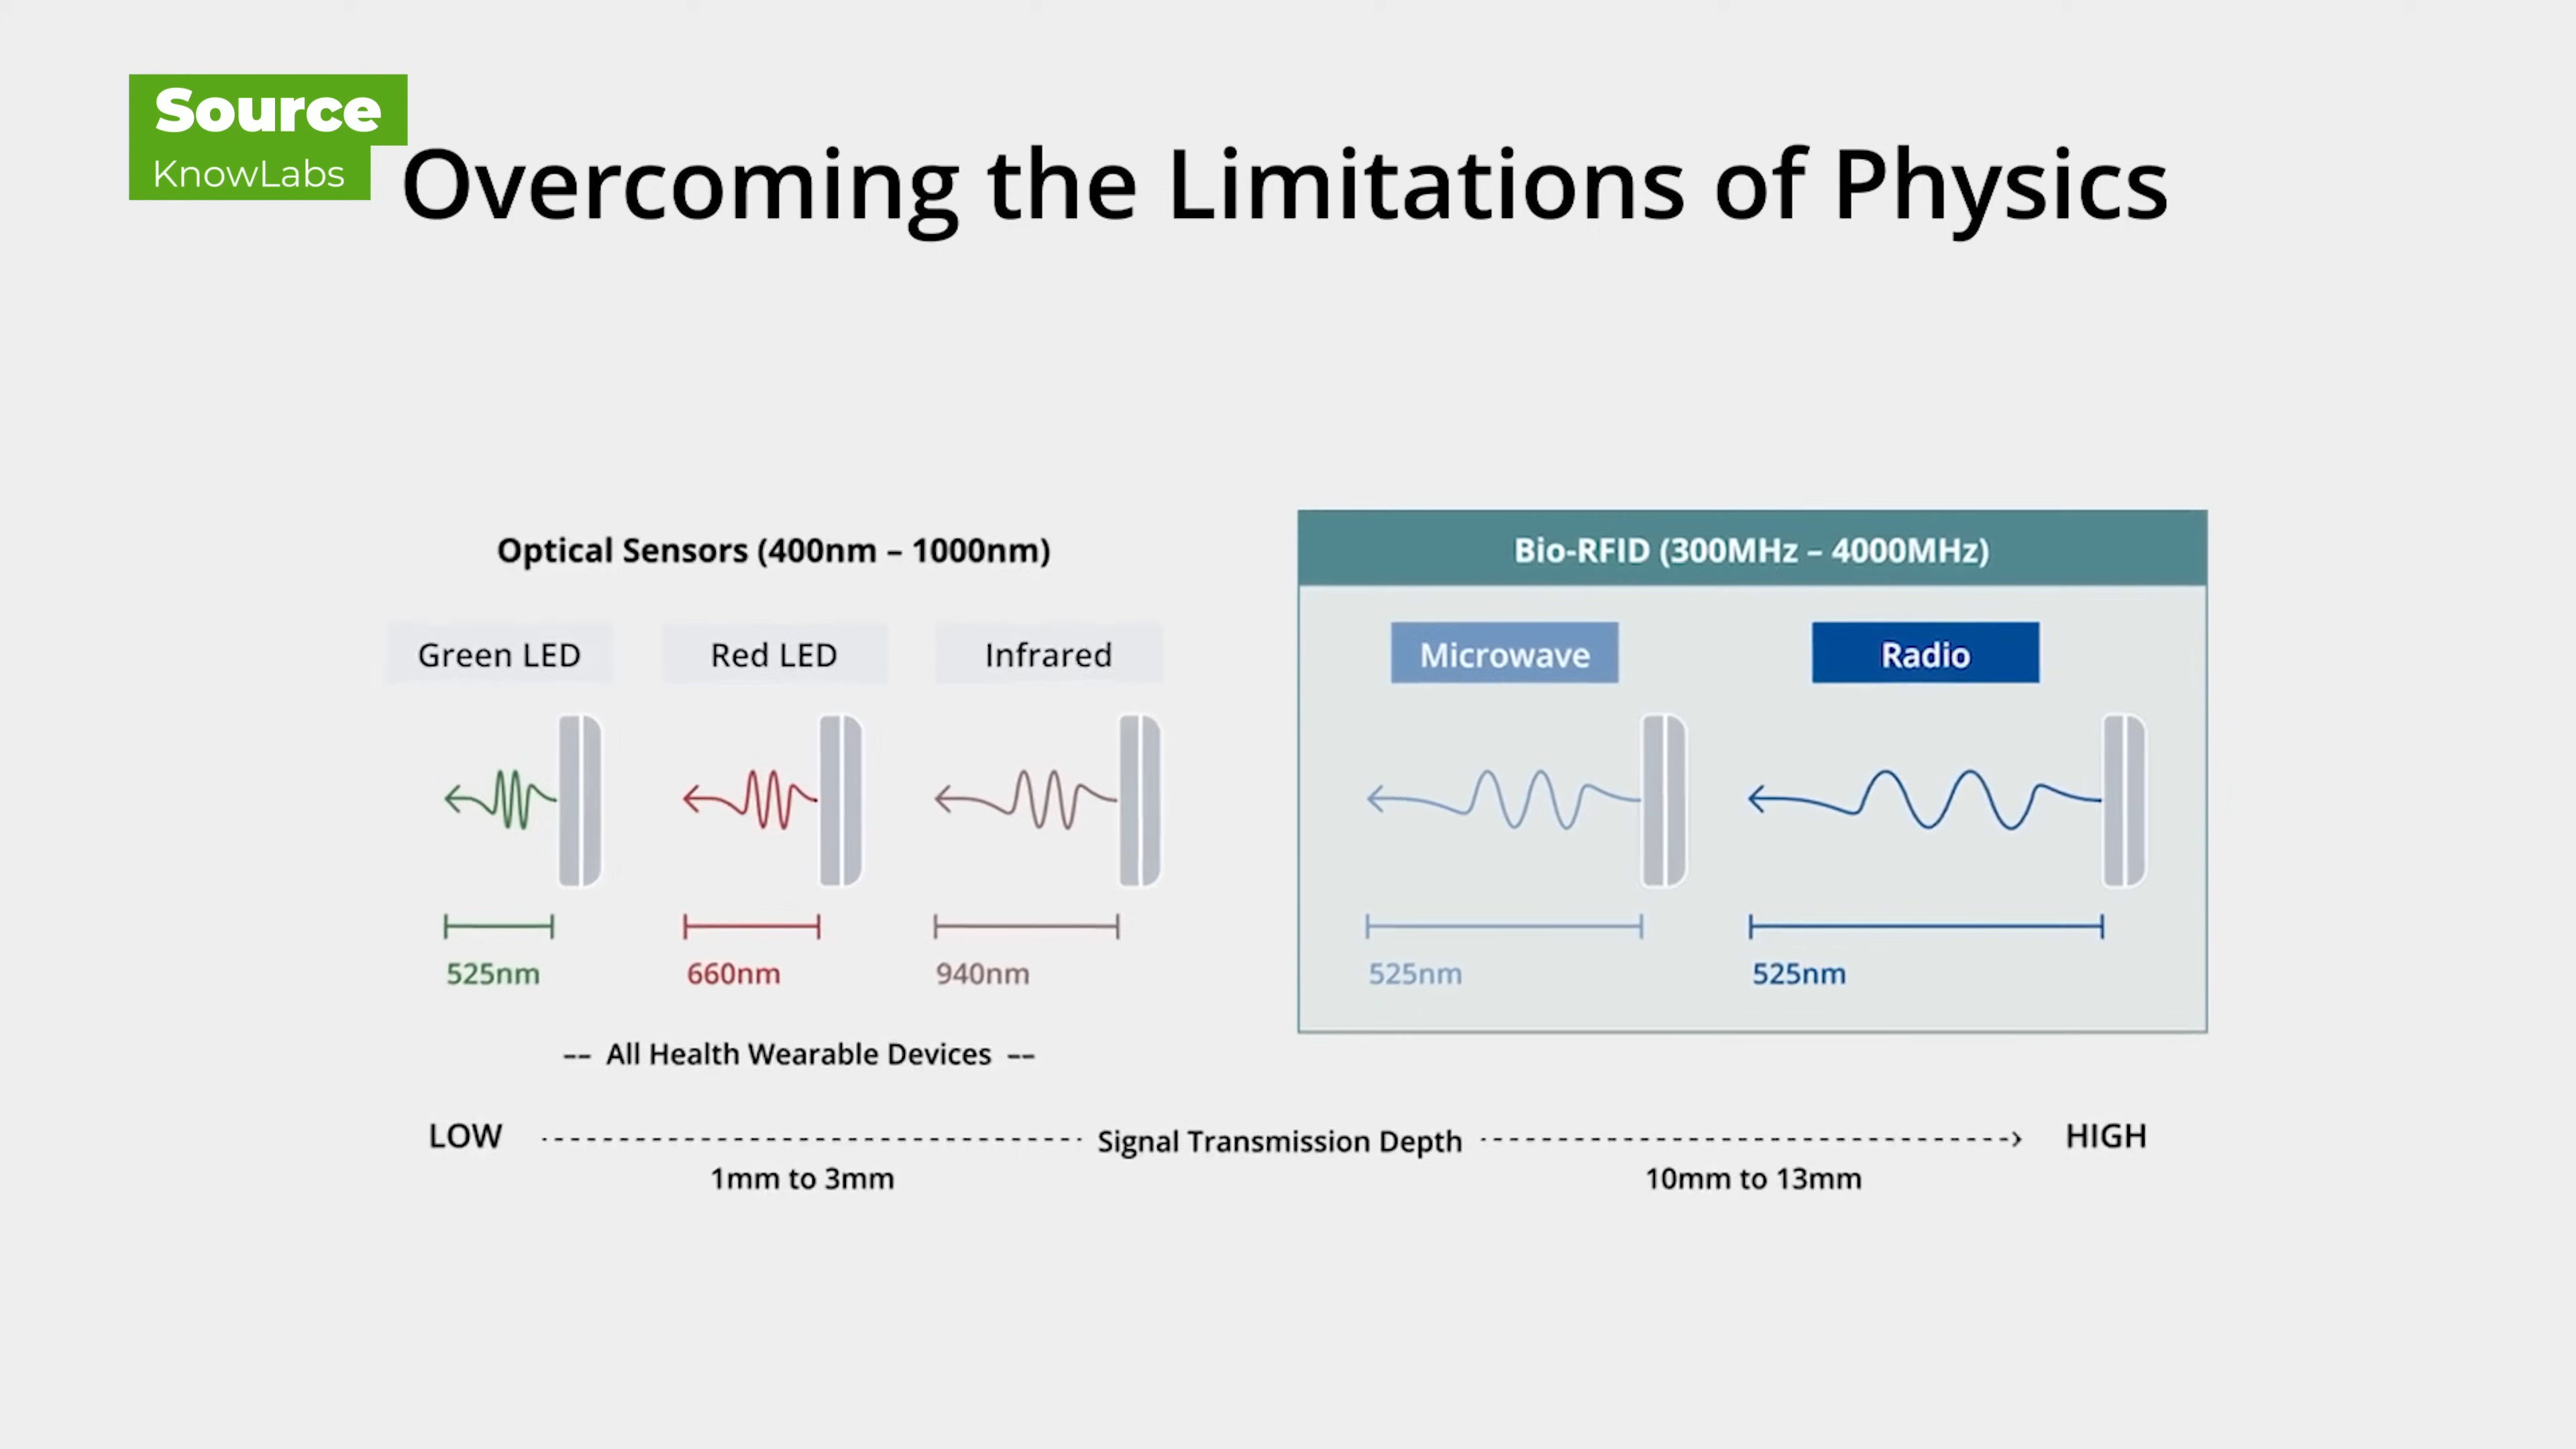 Source
KnowLabs
Overcoming the Limitations of Physics
Optical Sensors (400nm – 1000nm)
Green LED
Red LED
Infrared
525nm
660nm
940nm
-- All Health Wearable Devices --
Bio-RFID (300MHz – 4000MHz)
Microwave
Radio
525nm
525nm
LOW
Signal Transmission Depth
HIGH
1mm to 3mm
10mm to 13mm